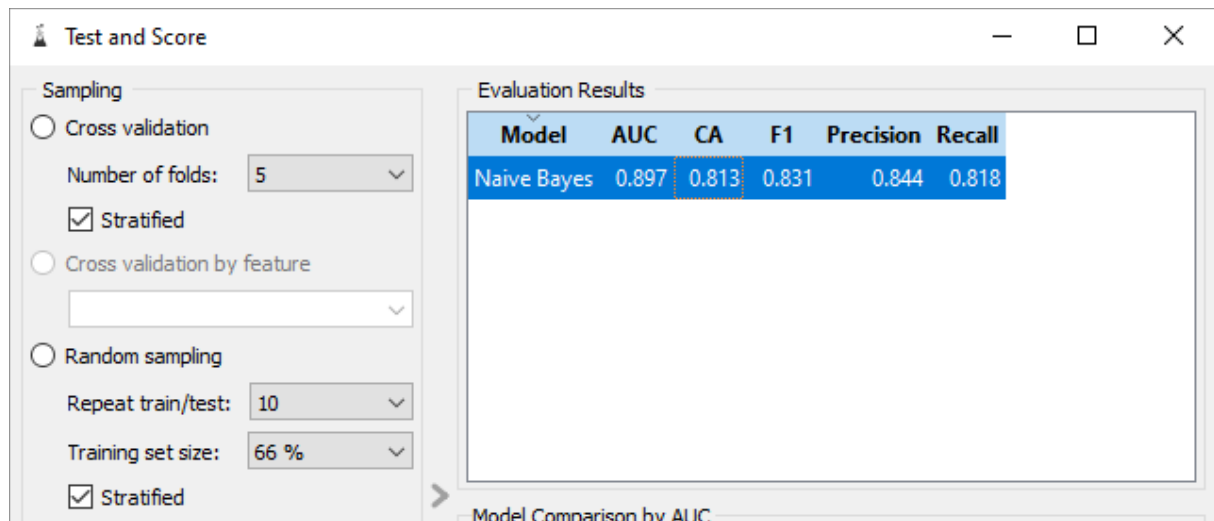 Test and Score
Sampling
Cross validation
Number of folds: 5
Stratified
Cross validation by feature
Random sampling
Repeat train/test: 10
Training set size: 66 %
Stratified
Evaluation Results
Model AUC CA F1 Precision Recall
Naive Bayes 0.897 0.813 0.831 0.844 0.818
Model Comparison by AUC